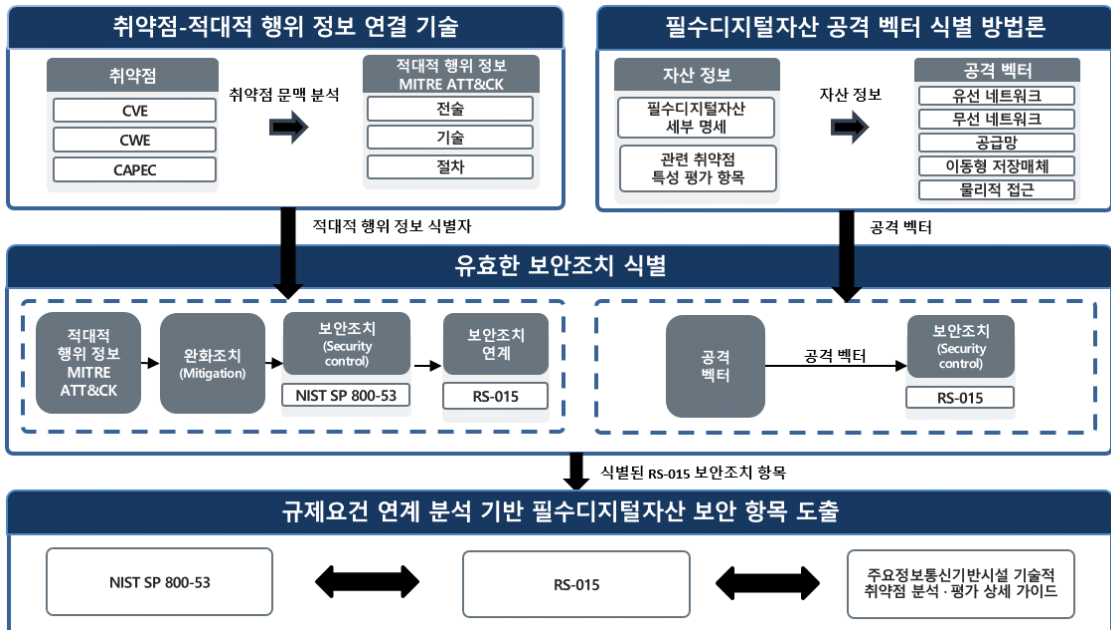 취약점-적대적 행위 정보 연결 기술
취약점
CVE
CWE
CAPEC
취약점 문맥 분석
적대적 행위 정보
MITRE ATT&CK
전술
기술
절차
필수디지털자산 공격 벡터 식별 방법론
자산 정보
필수디지털자산
세부 명세
관련 취약점
특성 평가 항목
자산 정보
공격 벡터
유선 네트워크
무선 네트워크
공급망
이동형 저장매체
물리적 접근
적대적 행위 정보 식별자
공격 벡터
유효한 보안조치 식별
적대적
행위 정보
MITRE
ATT&CK
완화조치
(Mitigation)
보안조치
(Security
control)
NIST SP 800-53
보안조치
연계
RS-015
공격
벡터
공격 벡터
보안조치
(Security
control)
RS-015
식별된 RS-015 보안조치 항목
규제요건 연계 분석 기반 필수디지털자산 보안 항목 도출
NIST SP 800-53
RS-015
주요정보통신기반시설 기술적
취약점 분석 · 평가 상세 가이드